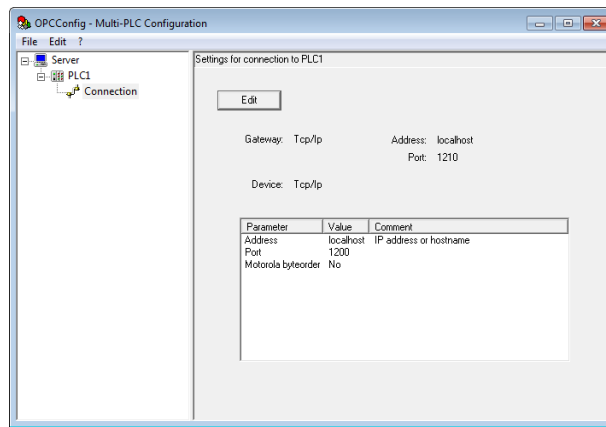 OPCConfig - Multi-PLC Configuration
File Edit ?
Server
PLC1
Connection
Settings for connection to PLC1
Edit
Gateway: Tcp/Ip Address: localhost
Port: 1210
Device: Tcp/Ip
Parameter Value Comment
Address localhost IP address or hostname
Port 1200
Motorola byteorder No